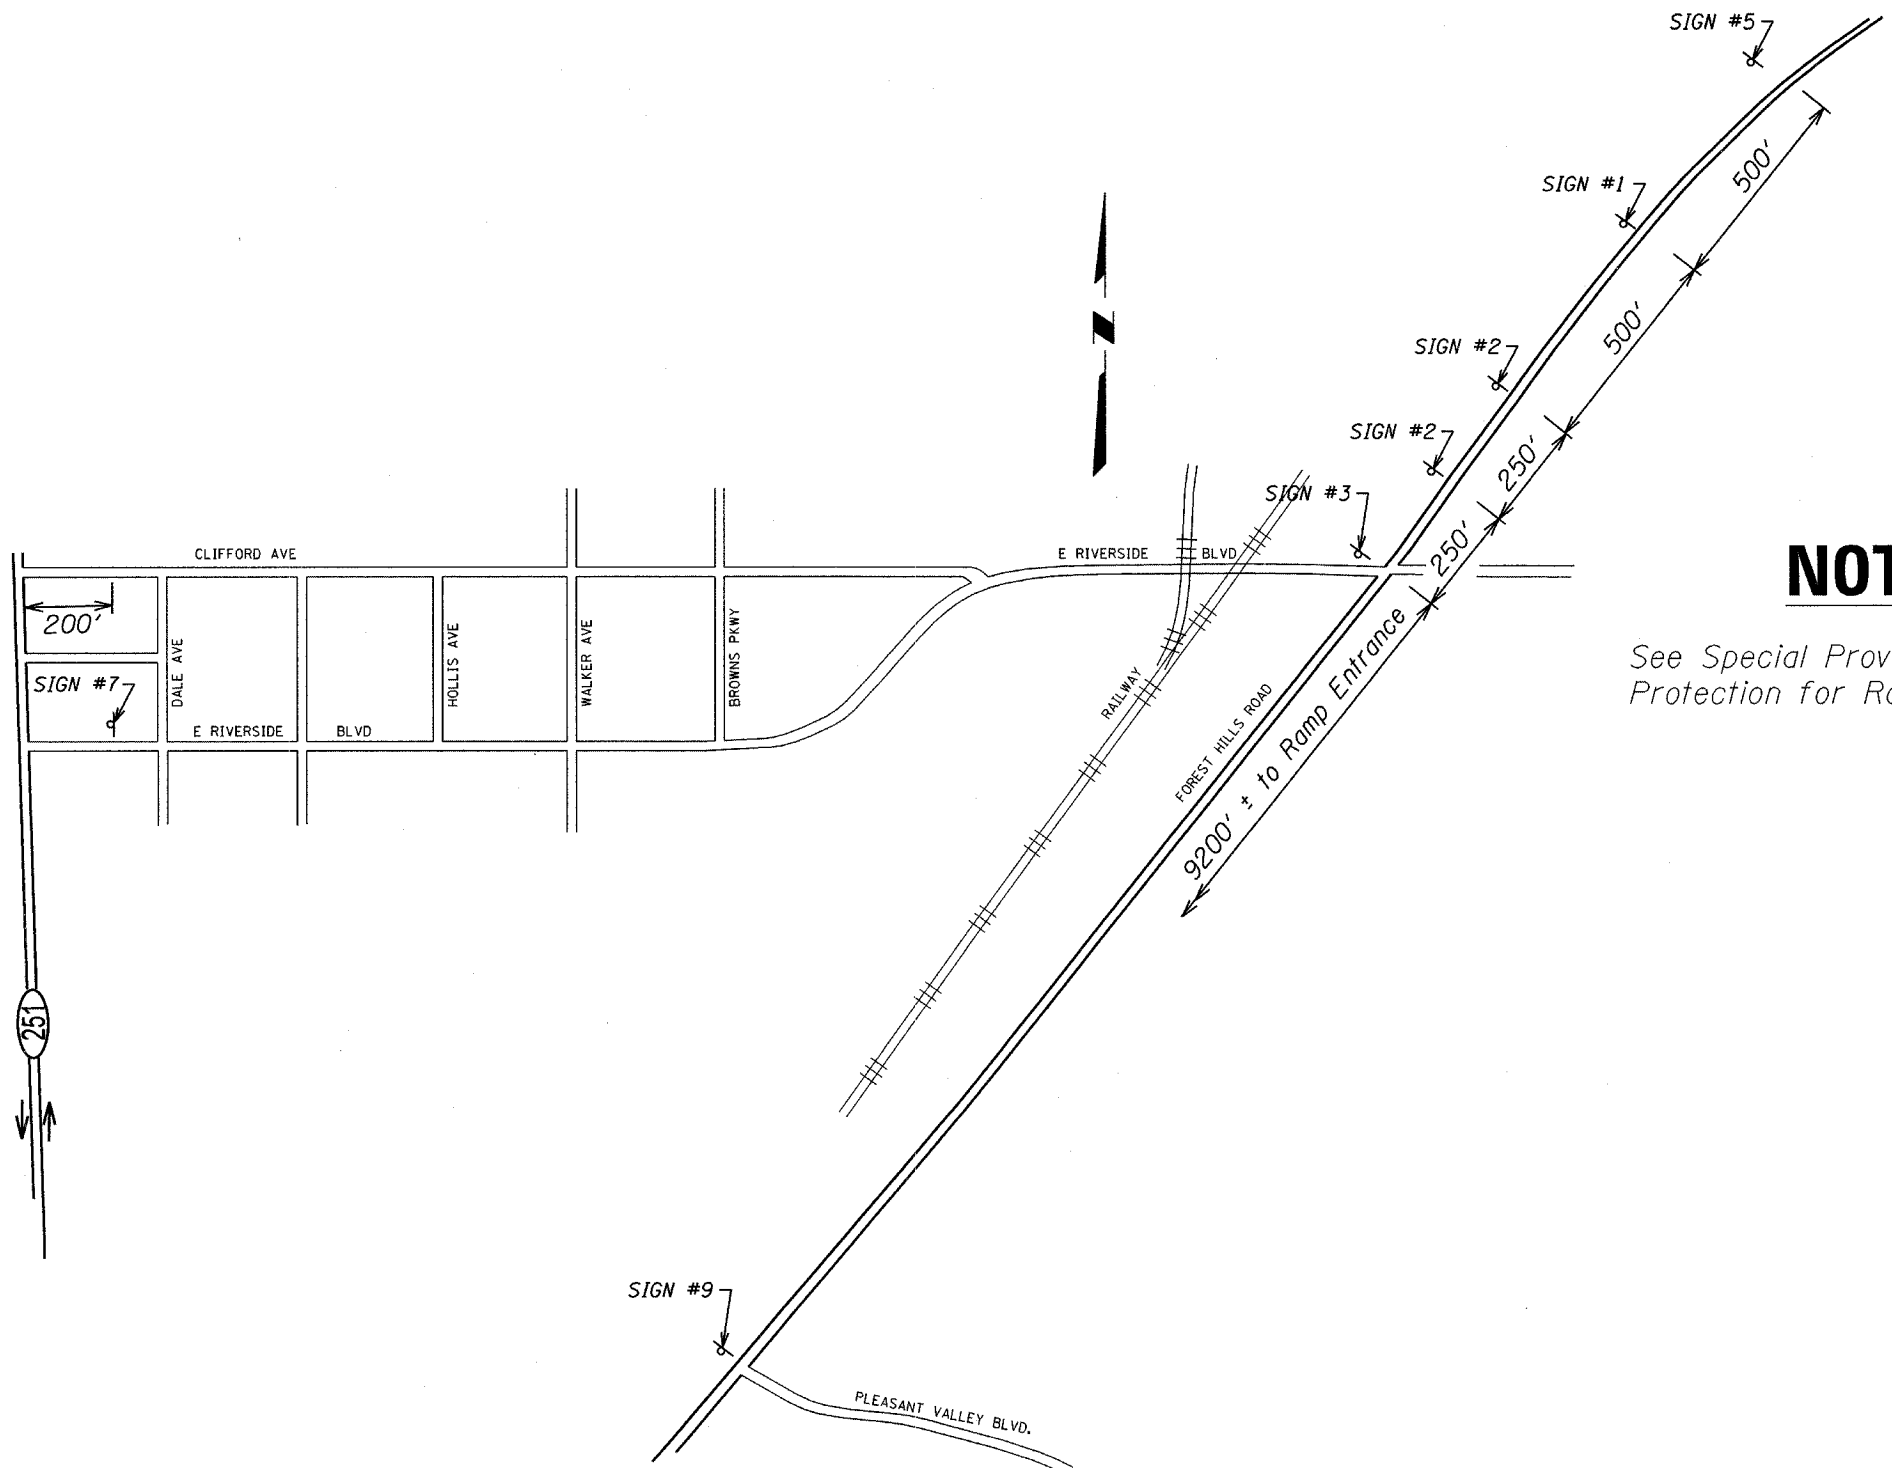 SIGN #5
500'
SIGN #1
500'
SIGN #2
SIGN #2
250'
SIGN #3
250'
CLIFFORD AVE
E RIVERSIDE BLVD
N
NOT
200'
See Special Prov
Protection for Ro
SIGN #7
DALE AVE
HOLLIS AVE
WALKER AVE
BROWNS PKWY
RAILWAY
FOREST HILLS ROAD
9200' ± to Ramp Entrance
E RIVERSIDE BLVD
251
SIGN #9
PLEASANT VALLEY BLVD.